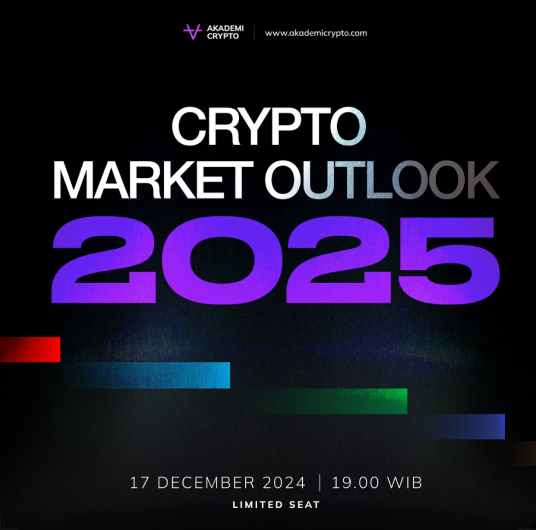 AKADEMI
CRYPTO
www.akademicrypto.com
CRYPTO
MARKET OUTLOOK
2025
17 DECEMBER 2024 | 19.00 WIB
LIMITED SEAT